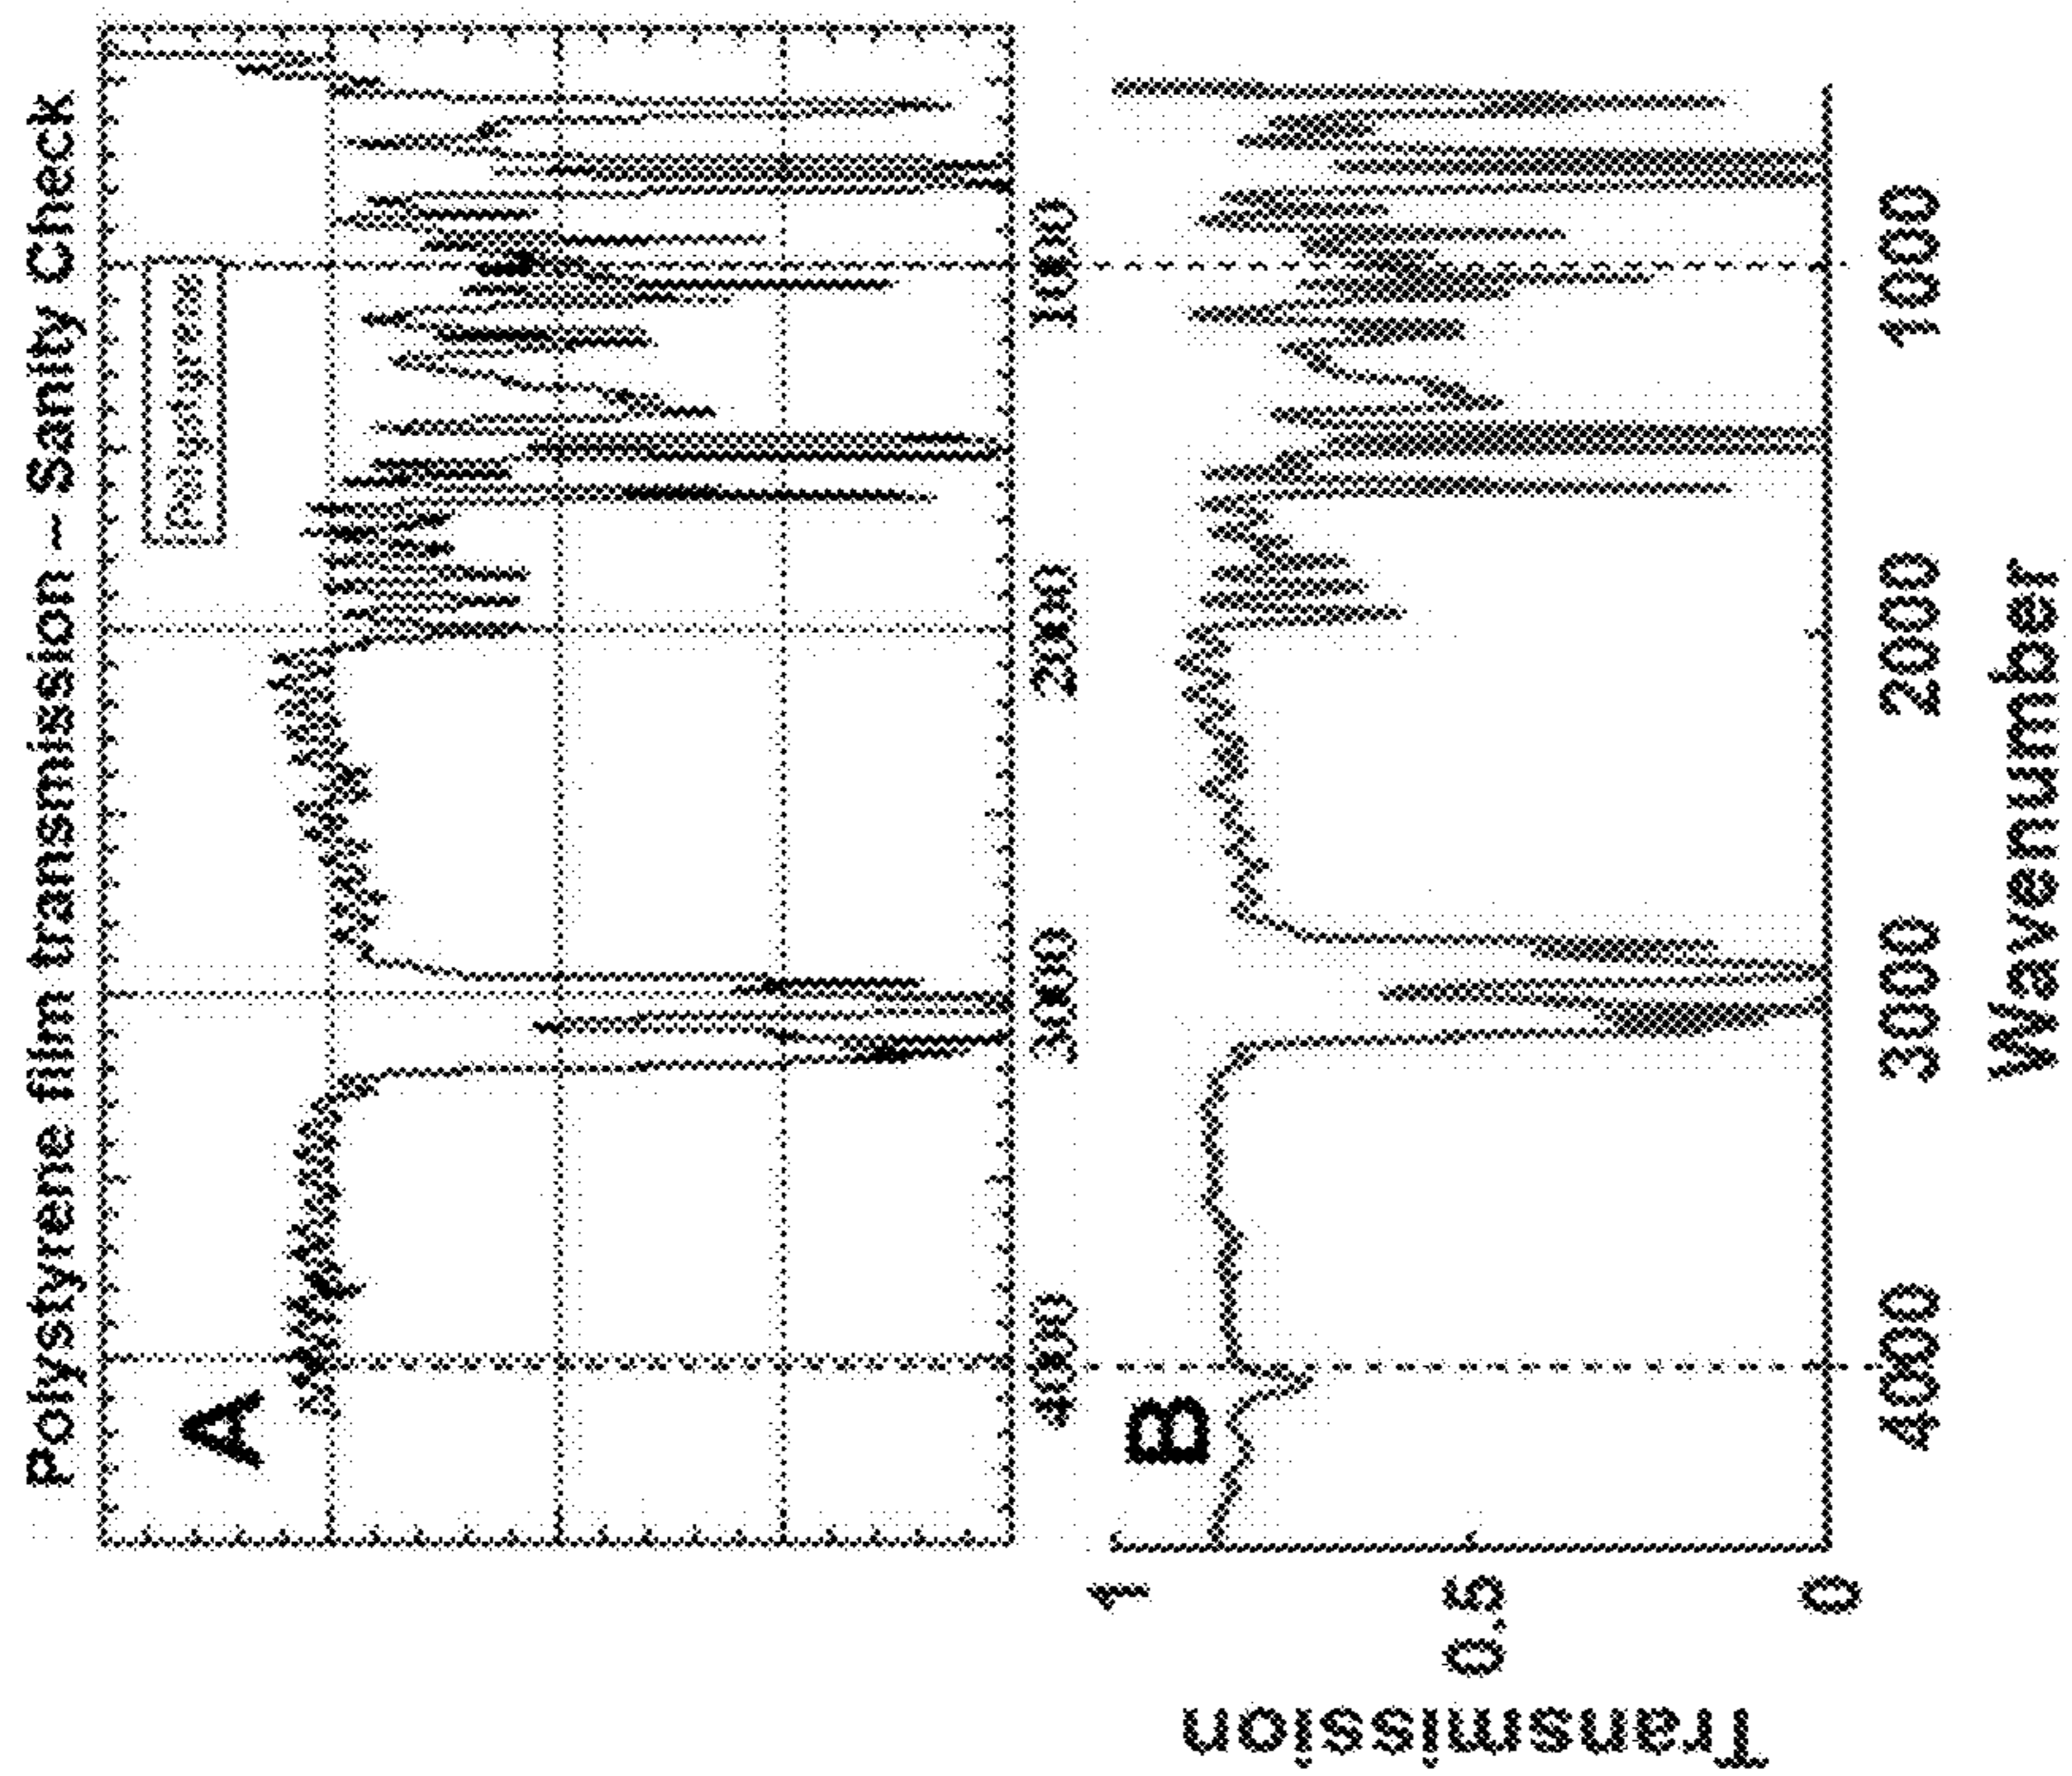 Polystyrene film transmission – Sanity Check
A
Polystyrene
4000 3000 2000 1000
B
1
0.5
0
Transmission
4000 3000 2000 1000
Wavenumber